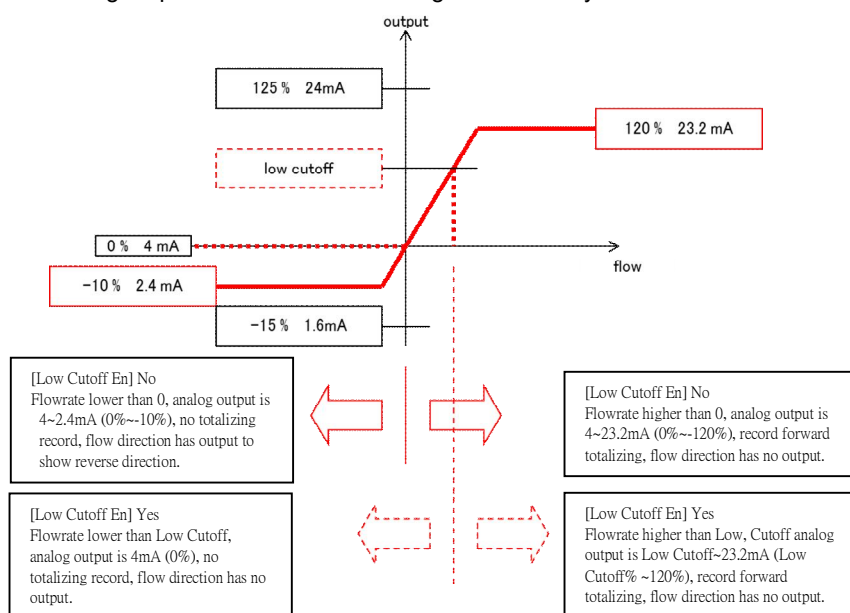 output
125 % 24mA
120 % 23.2 mA
low cutoff
0 % 4 mA
flow
-10 % 2.4 mA
-15 % 1.6mA
[Low Cutoff En] No
Flowrate lower than 0, analog output is
4~2.4mA (0%~-10%), no totalizing
record, flow direction has output to
show reverse direction.
[Low Cutoff En] No
Flowrate higher than 0, analog output is
4~23.2mA (0%~-120%), record forward
totalizing, flow direction has no output.
[Low Cutoff En] Yes
Flowrate lower than Low Cutoff,
analog output is 4mA (0%), no
totalizing record, flow direction has no
output.
[Low Cutoff En] Yes
Flowrate higher than Low, Cutoff analog
output is Low Cutoff~23.2mA (Low
Cutoff% ~120%), record forward
totalizing, flow direction has no output.